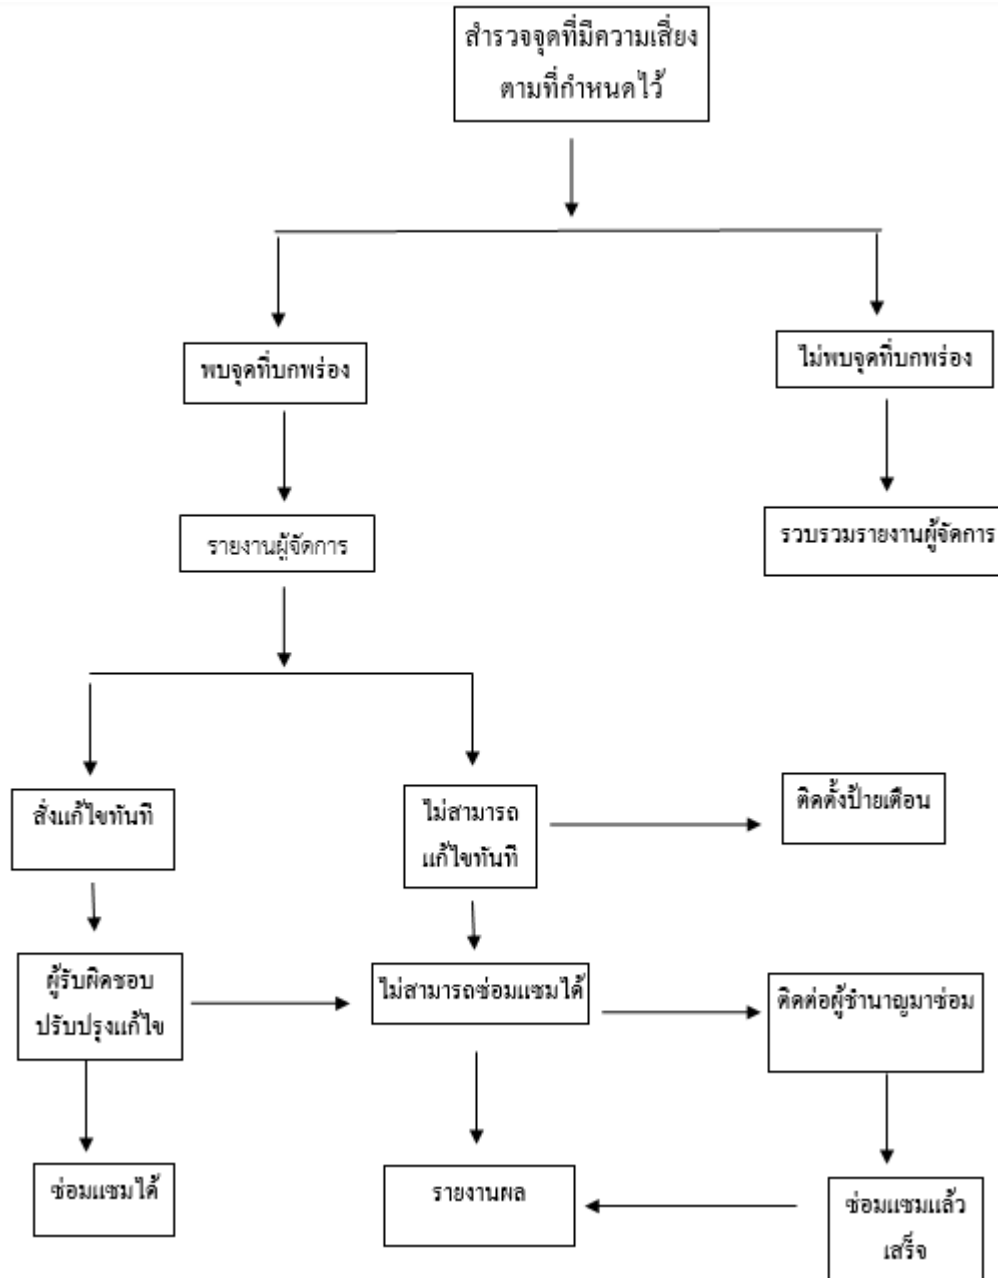 สำรวจจุดที่มีความเสี่ยง
ตามที่กำหนดไว้
พบจุดที่บกพร่อง
ไม่พบจุดที่บกพร่อง
รายงานผู้จัดการ
รวบรวมรายงานผู้จัดการ
สั่งแก้ไขทันที
ไม่สามารถ
แก้ไขทันที
ติดตั้งป้ายเตือน
ผู้รับผิดชอบ
ปรับปรุงแก้ไข
ไม่สามารถซ่อมแซมได้
ติดต่อผู้ชำนาญมาซ่อม
ซ่อมแซมได้
รายงานผล
ซ่อมแซมแล้ว
เสร็จ